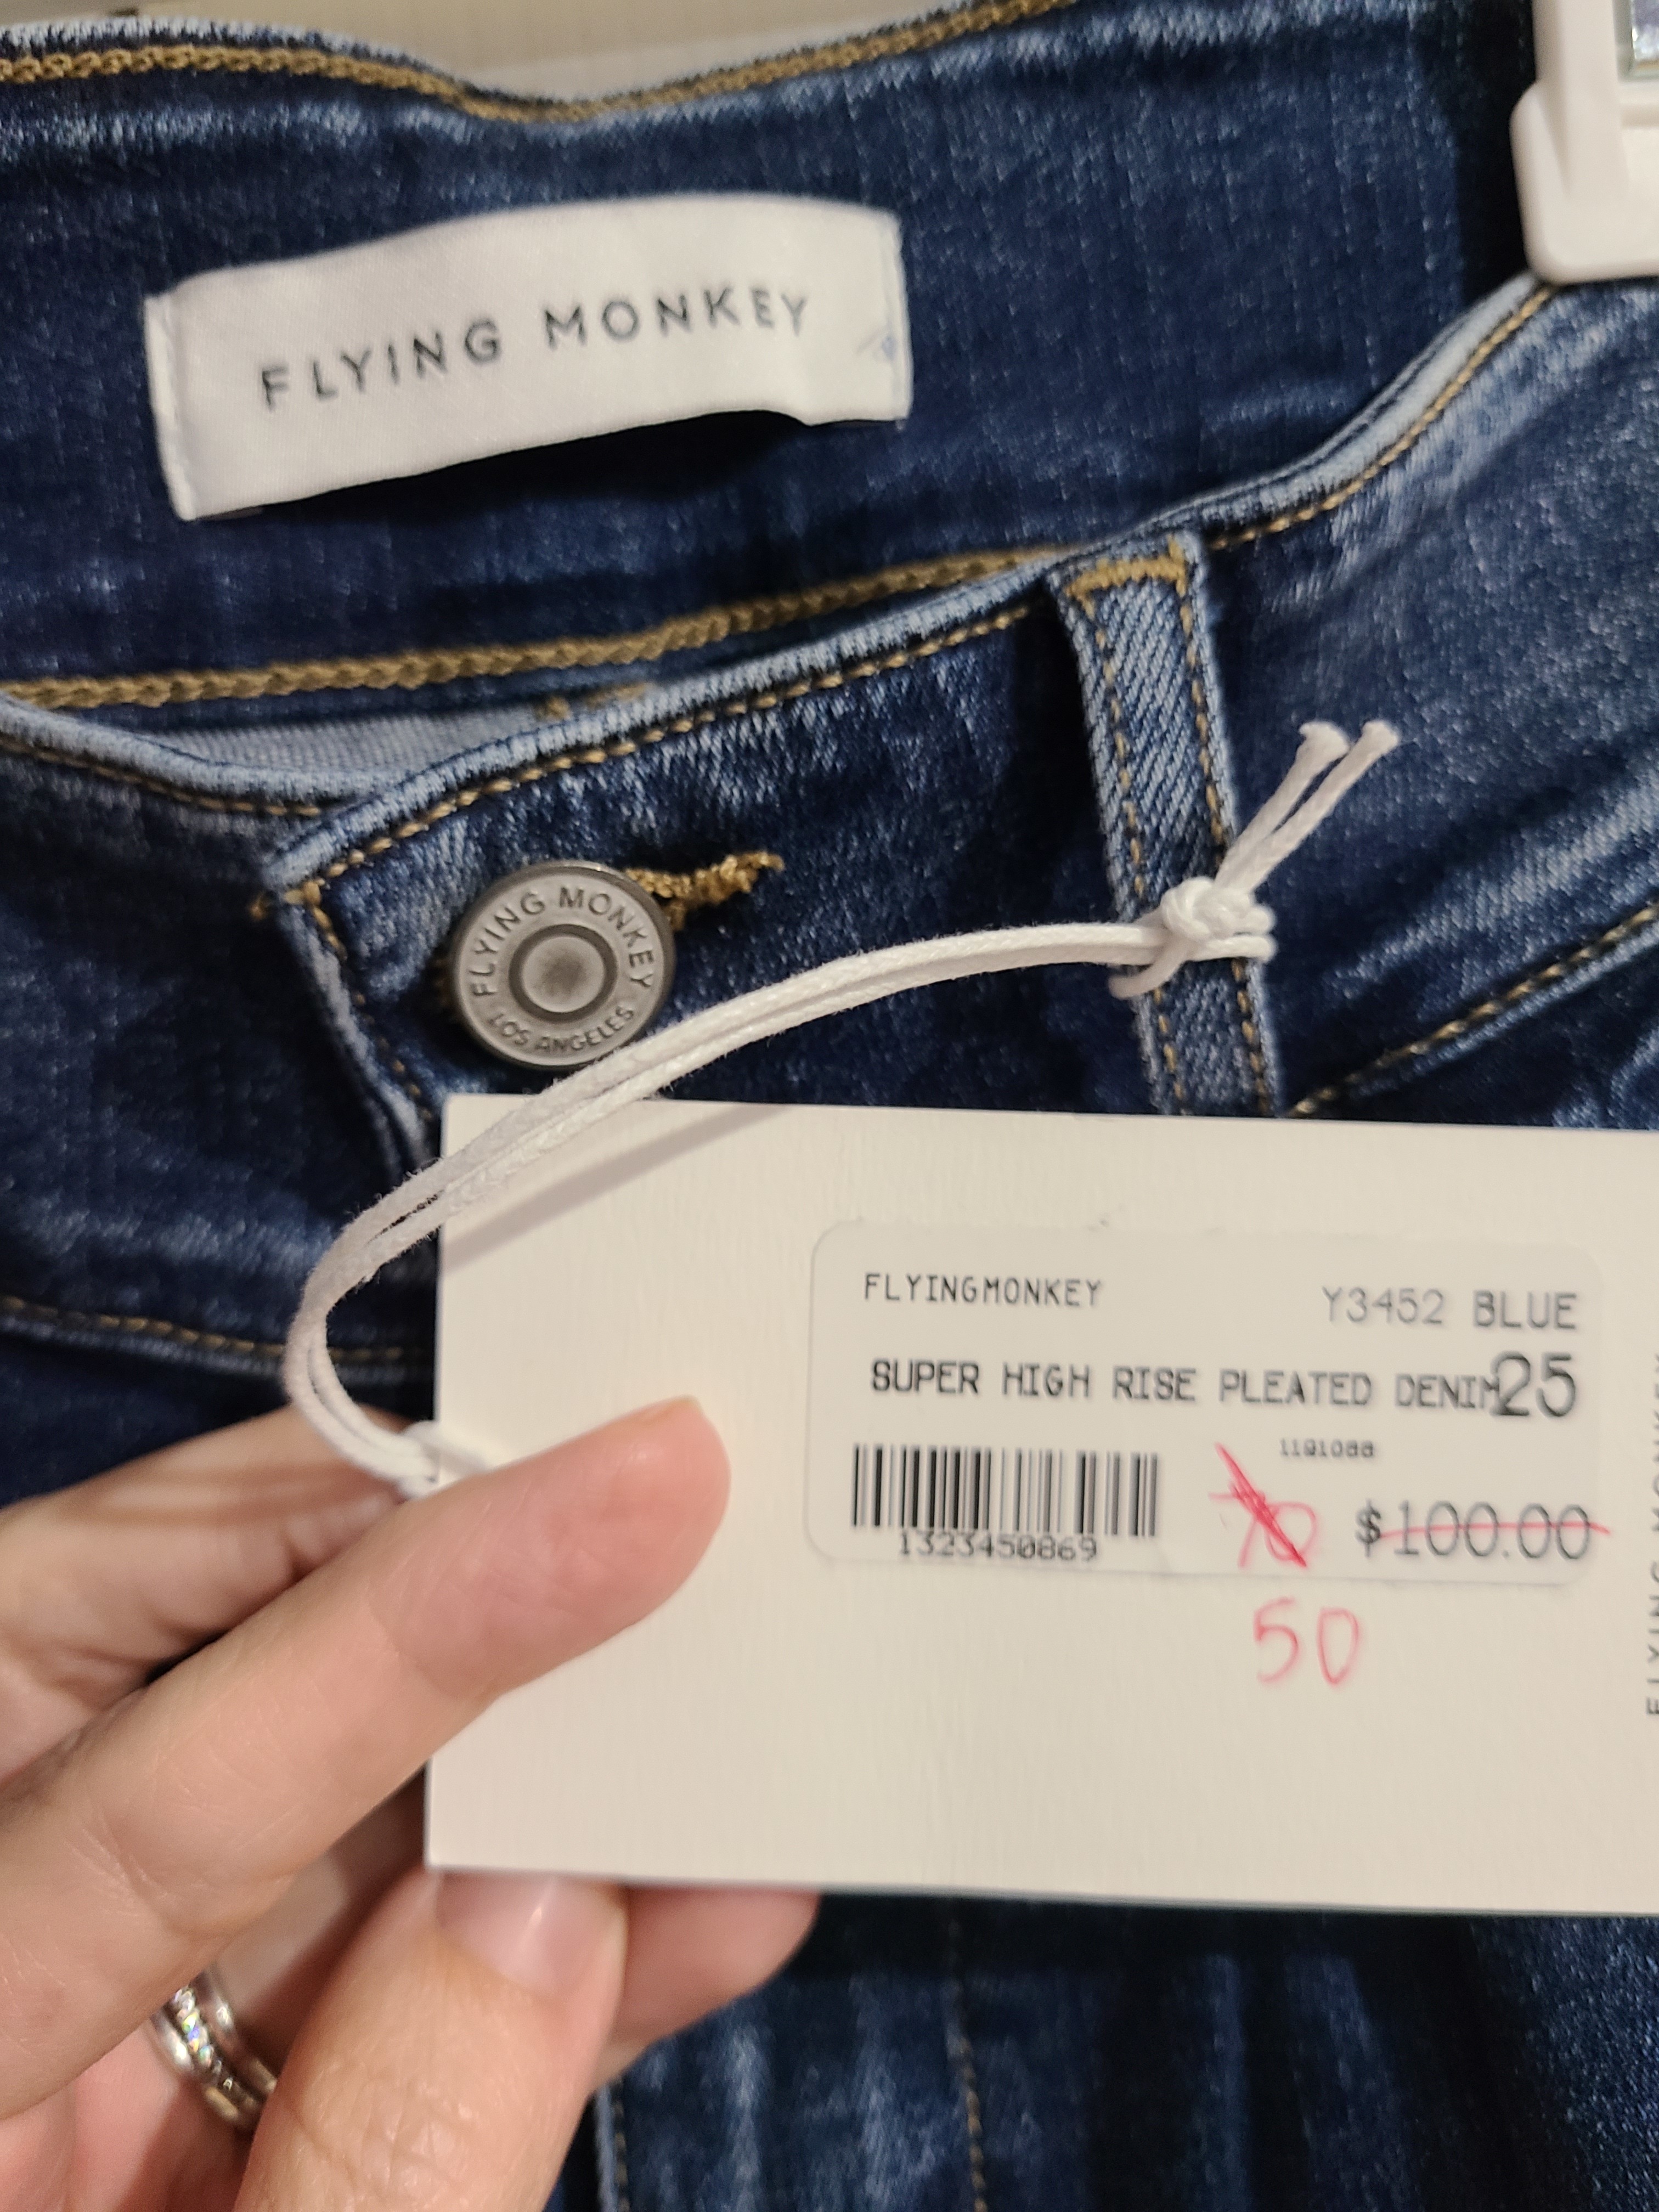 FLYING MONKEY
FLYING MONKEY
LOS ANGELES
FLYINGMONKEY
Y3452 BLUE
SUPER HIGH RISE PLEATED DENIM
25
1191088
1323450869
70
$100.00
50
FLYING MONKEY